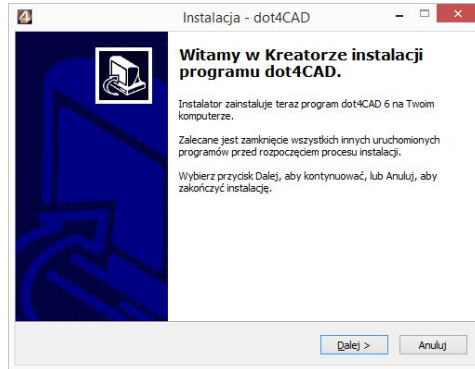 Instalacja - dot4CAD
Witamy w Kreatorze instalacji
programu dot4CAD.
Instalator zainstaluje teraz program dot4CAD 6 na Twoim
komputerze.
Zalecane jest zamknięcie wszystkich innych uruchomionych
programów przed rozpoczęciem procesu instalacji.
Wybierz przycisk Dalej, aby kontynuować, lub Anuluj, aby
zakończyć instalację.
Dalej >
Anuluj